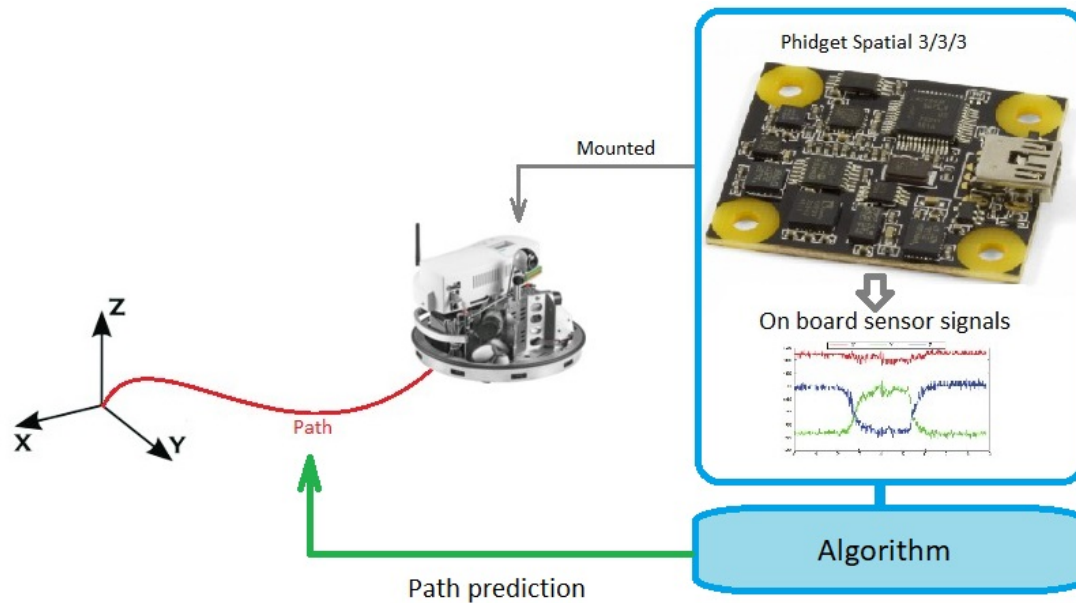 Phidget Spatial 3/3/3
Mounted
On board sensor signals
Z
X
Y
Path
Algorithm
Path prediction